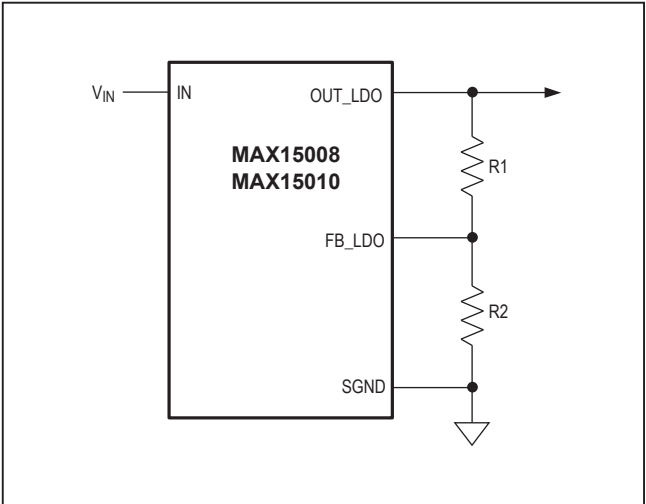 V_IN
IN
OUT_LDO
MAX15008
MAX15010
R1
FB_LDO
R2
SGND